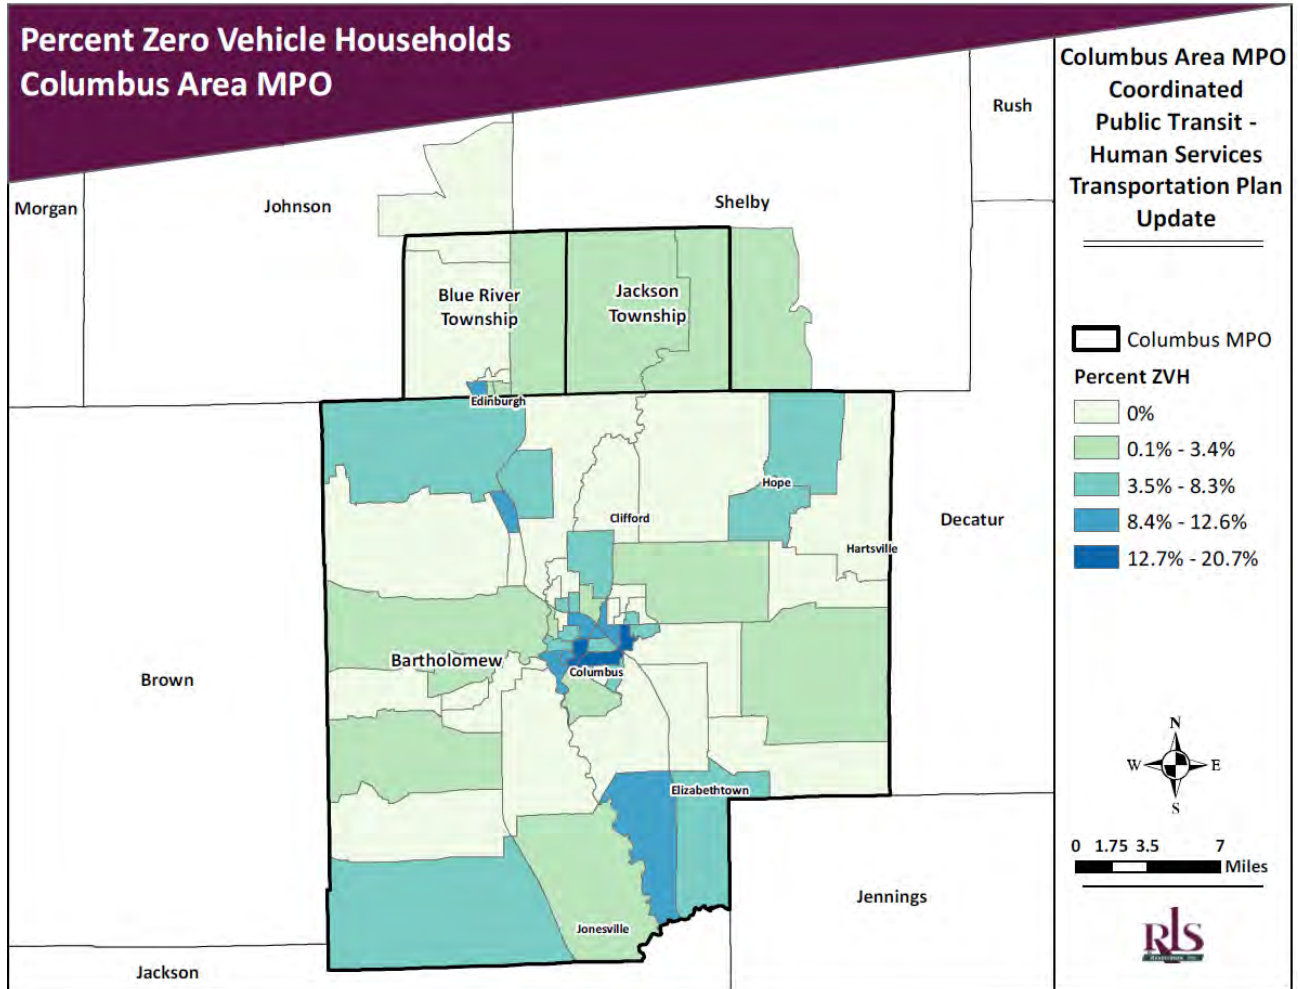 Percent Zero Vehicle Households
Columbus Area MPO
Columbus Area MPO
Coordinated
Public Transit -
Human Services
Transportation Plan
Update
Rush
Morgan
Johnson
Shelby
Blue River
Township
Jackson
Township
Columbus MPO
Percent ZVH
0%
0.1% - 3.4%
3.5% - 8.3%
8.4% - 12.6%
12.7% - 20.7%
Edinburgh
Hope
Clifford
Decatur
Hartsville
Brown
Bartholomew
Columbus
Elizabethtown
N
W E
S
0 1.75 3.5 7
Miles
Jennings
Jonesville
Jackson
RLS